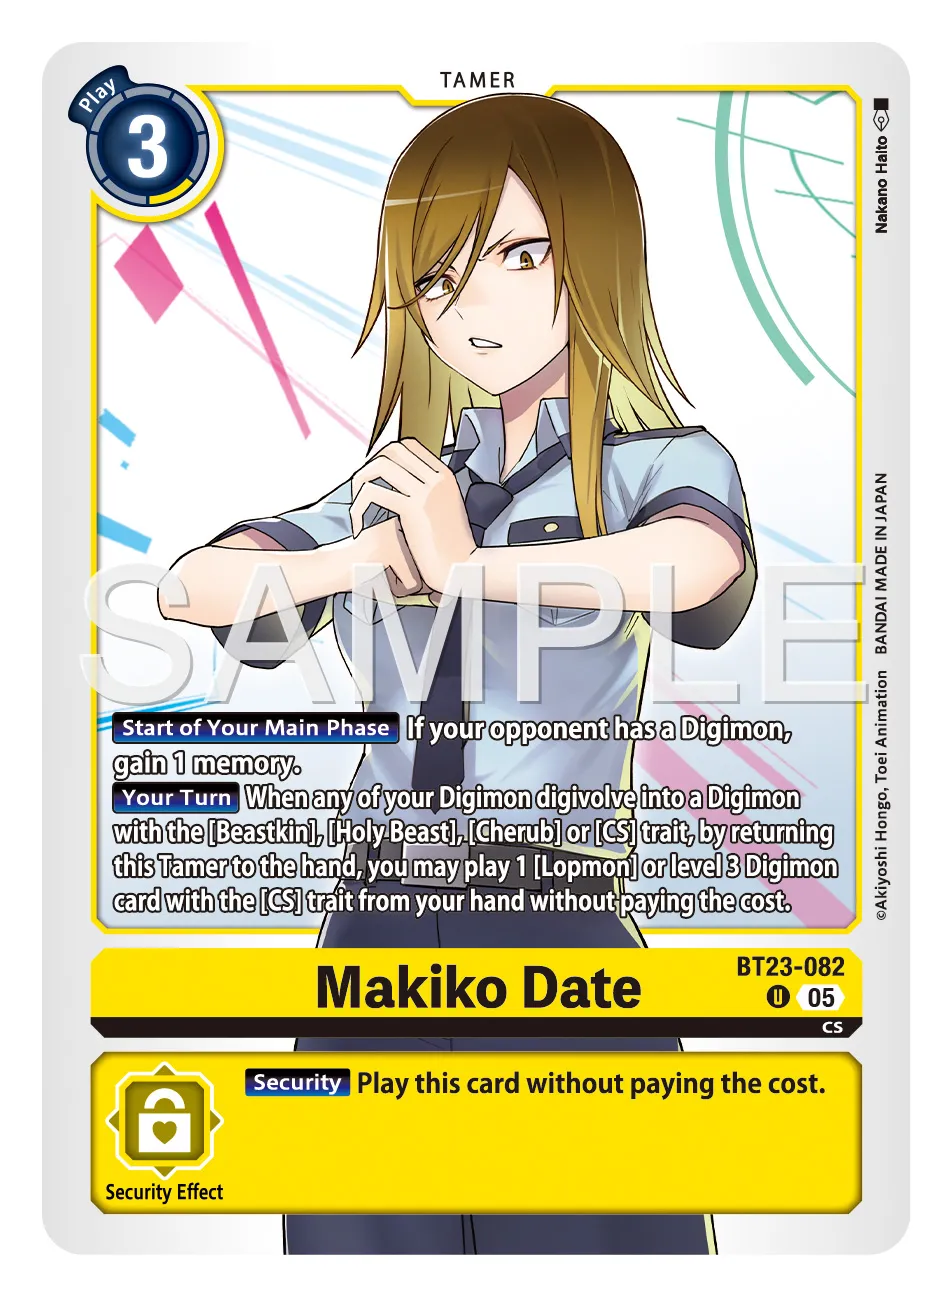 TAMER
Play
3
Nakano Haito
BANDAI MADE IN JAPAN
©Akiyoshi Hongo, Toei Animation
SAMPLE
Start of Your Main Phase If your opponent has a Digimon,
gain 1 memory.
Your Turn When any of your Digimon digivolve into a Digimon
with the [Beastkin], [Holy Beast], [Cherub] or [CS] trait, by returning
this Tamer to the hand, you may play 1 [Lopmon] or level 3 Digimon
card with the [CS] trait from your hand without paying the cost.
Makiko Date
BT23-082
U 05
CS
Security Play this card without paying the cost.
Security Effect